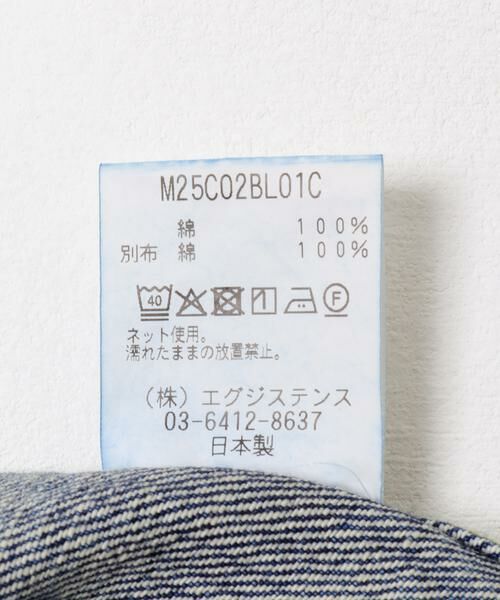 M25C02BL01C
綿 100%
別布 綿 100%
40 F
ネット使用。
濡れたままの放置禁止。
(株)エグジステンス
03-6412-8637
日本製